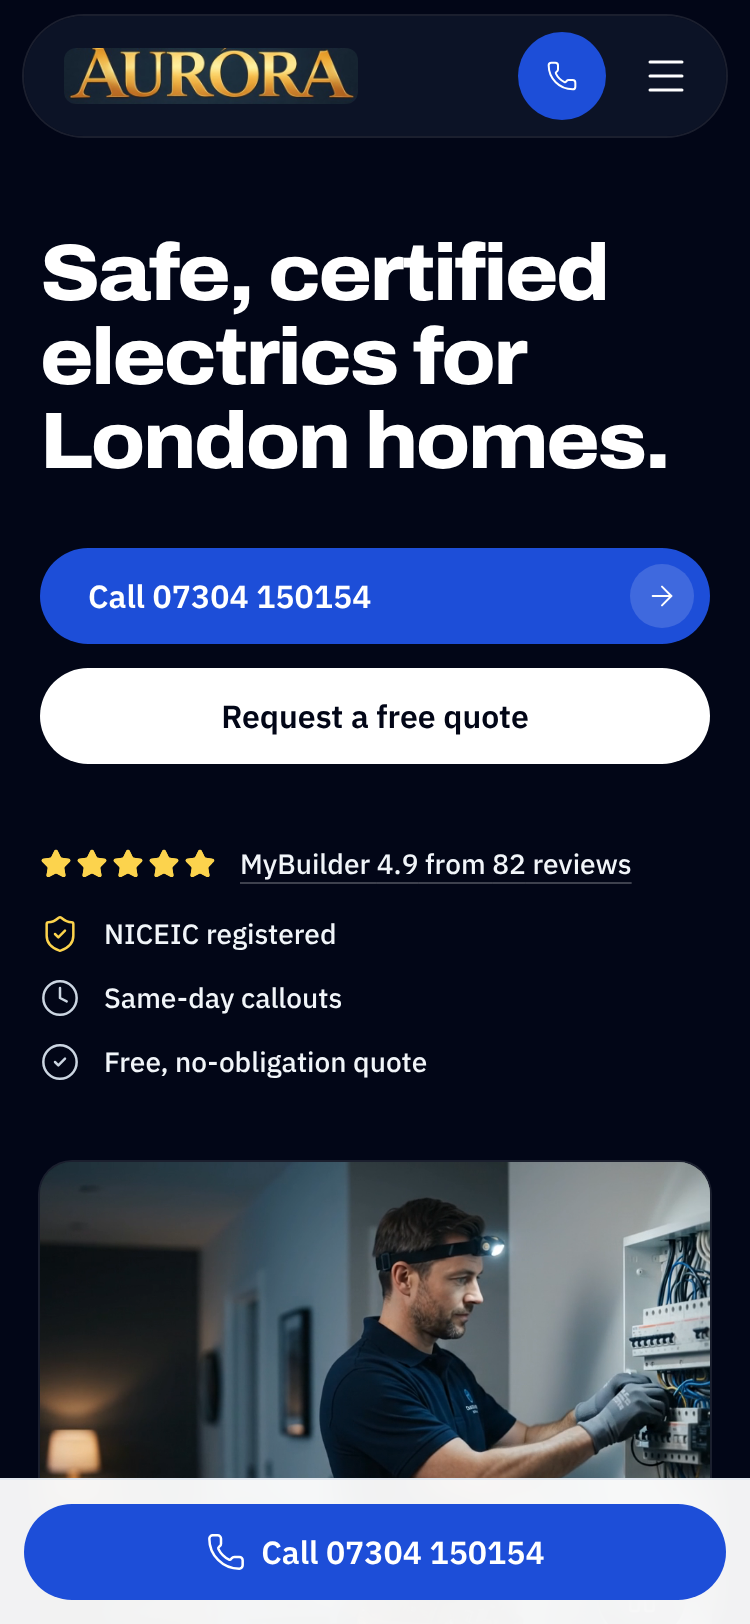 AURORA
Safe, certified
electrics for
London homes.
Call 07304 150154
Request a free quote
MyBuilder 4.9 from 82 reviews
NICEIC registered
Same-day callouts
Free, no-obligation quote
Call 07304 150154